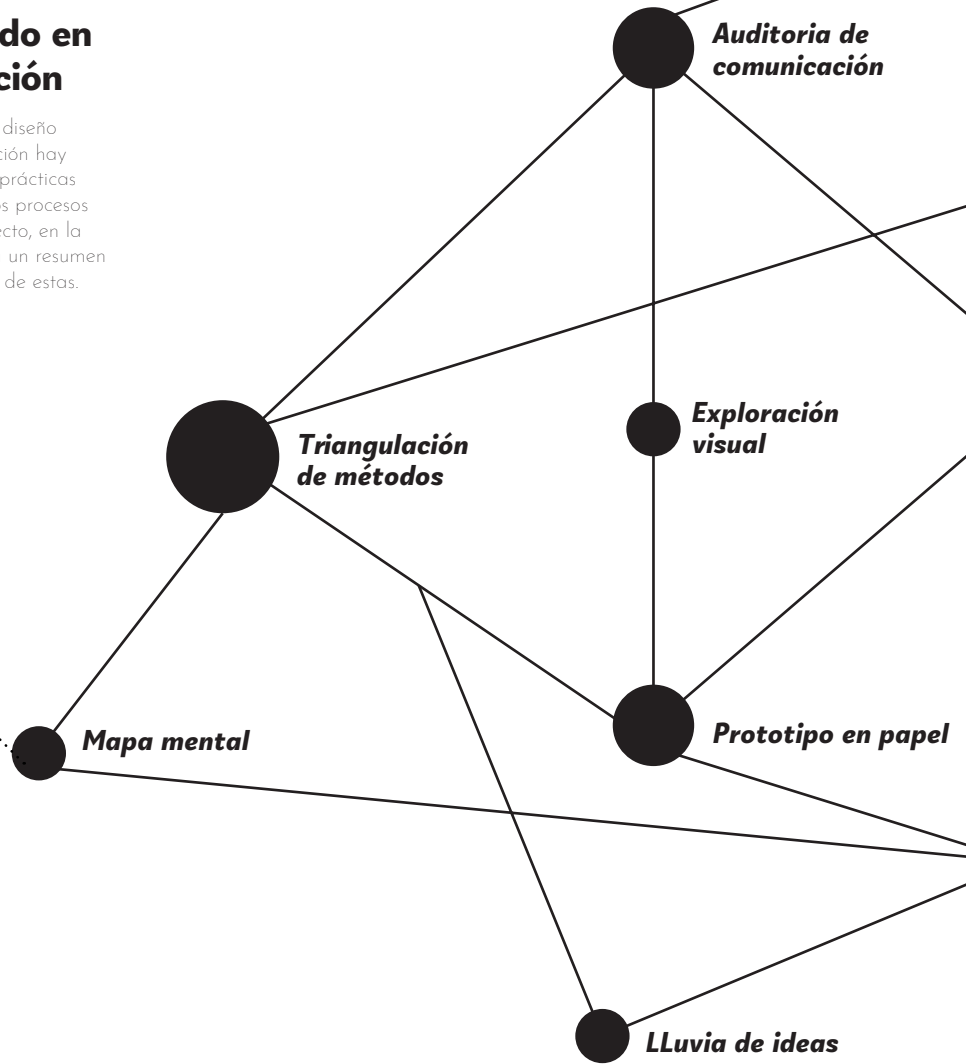 do en
ción
diseño
ción hay
prácticas
s procesos
ecto, en la
un resumen
de estas.
Auditoria de
comunicación
Exploración
visual
Triangulación
de métodos
Mapa mental
Prototipo en papel
LLuvia de ideas